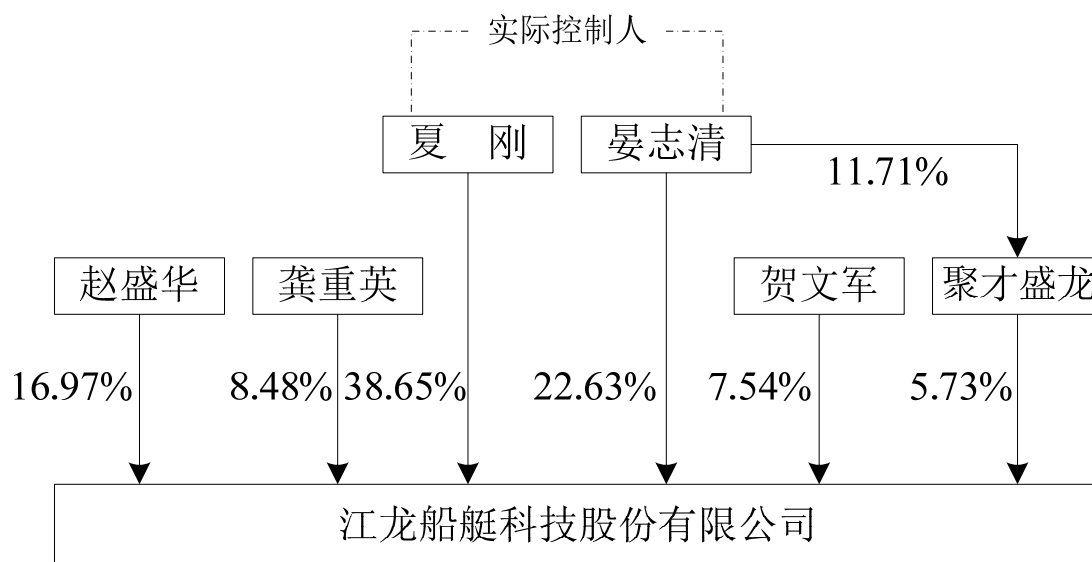 实际控制人
夏 刚
晏志清
11.71%
赵盛华
龚重英
贺文军
聚才盛龙
16.97%
8.48%
38.65%
22.63%
7.54%
5.73%
江龙船艇科技股份有限公司